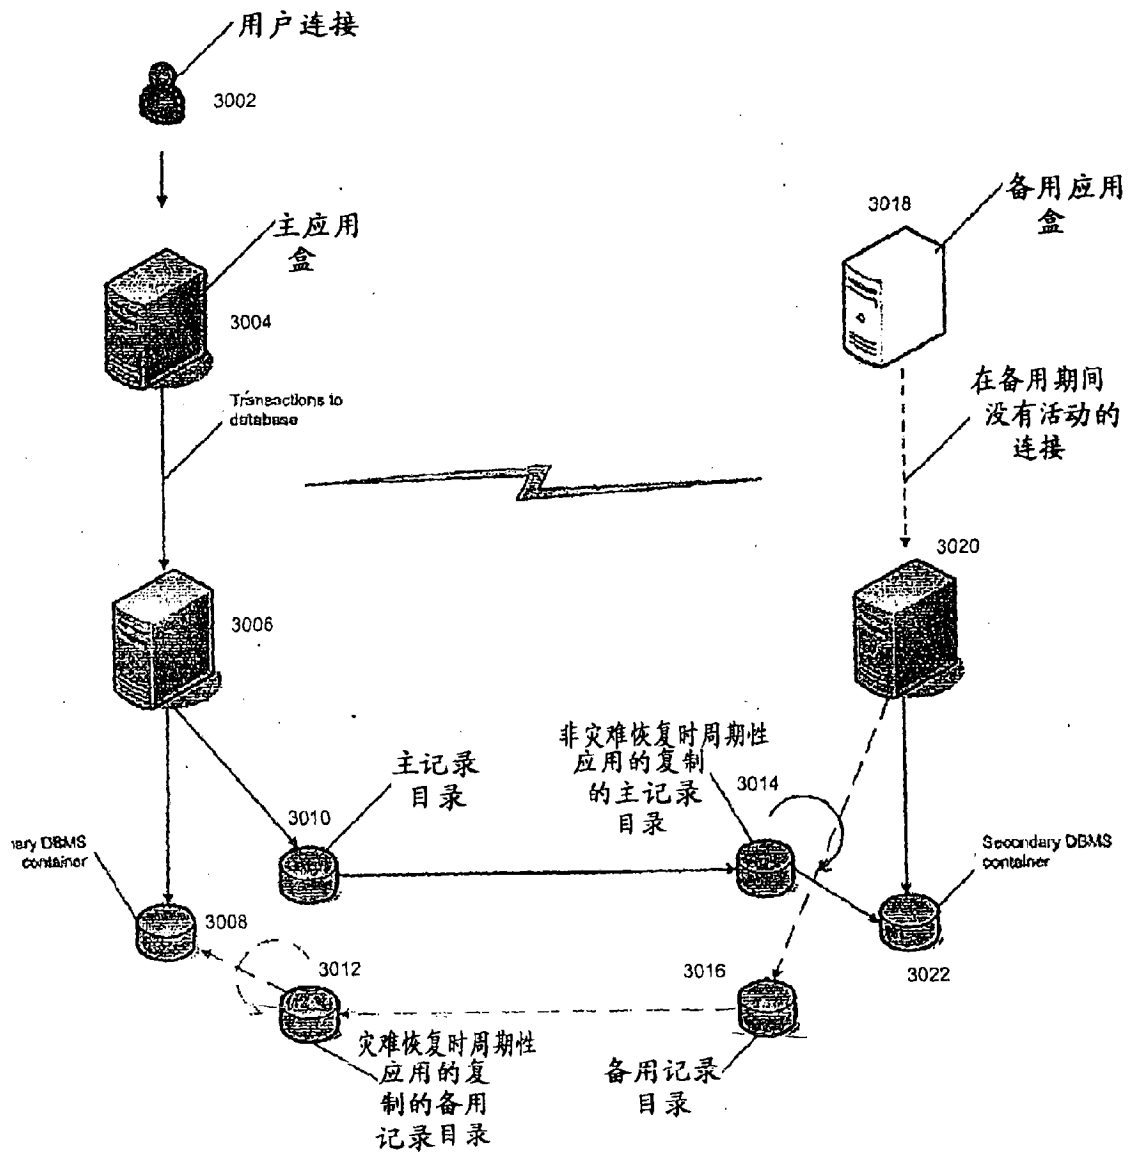 用户连接
3002
主应用
盒
3004
Transactions to
database
3018
备用应用
盒
在备用期间
没有活动的
连接
3006
3020
主记录
目录
3010
非灾难恢复时周期性
应用的复制
的主记录
目录
3014
ary DBMS
container
3008
Secondary DBMS
container
3022
3012
灾难恢复时周期性
应用的复
制的备用
记录目录
3016
备用记录
目录